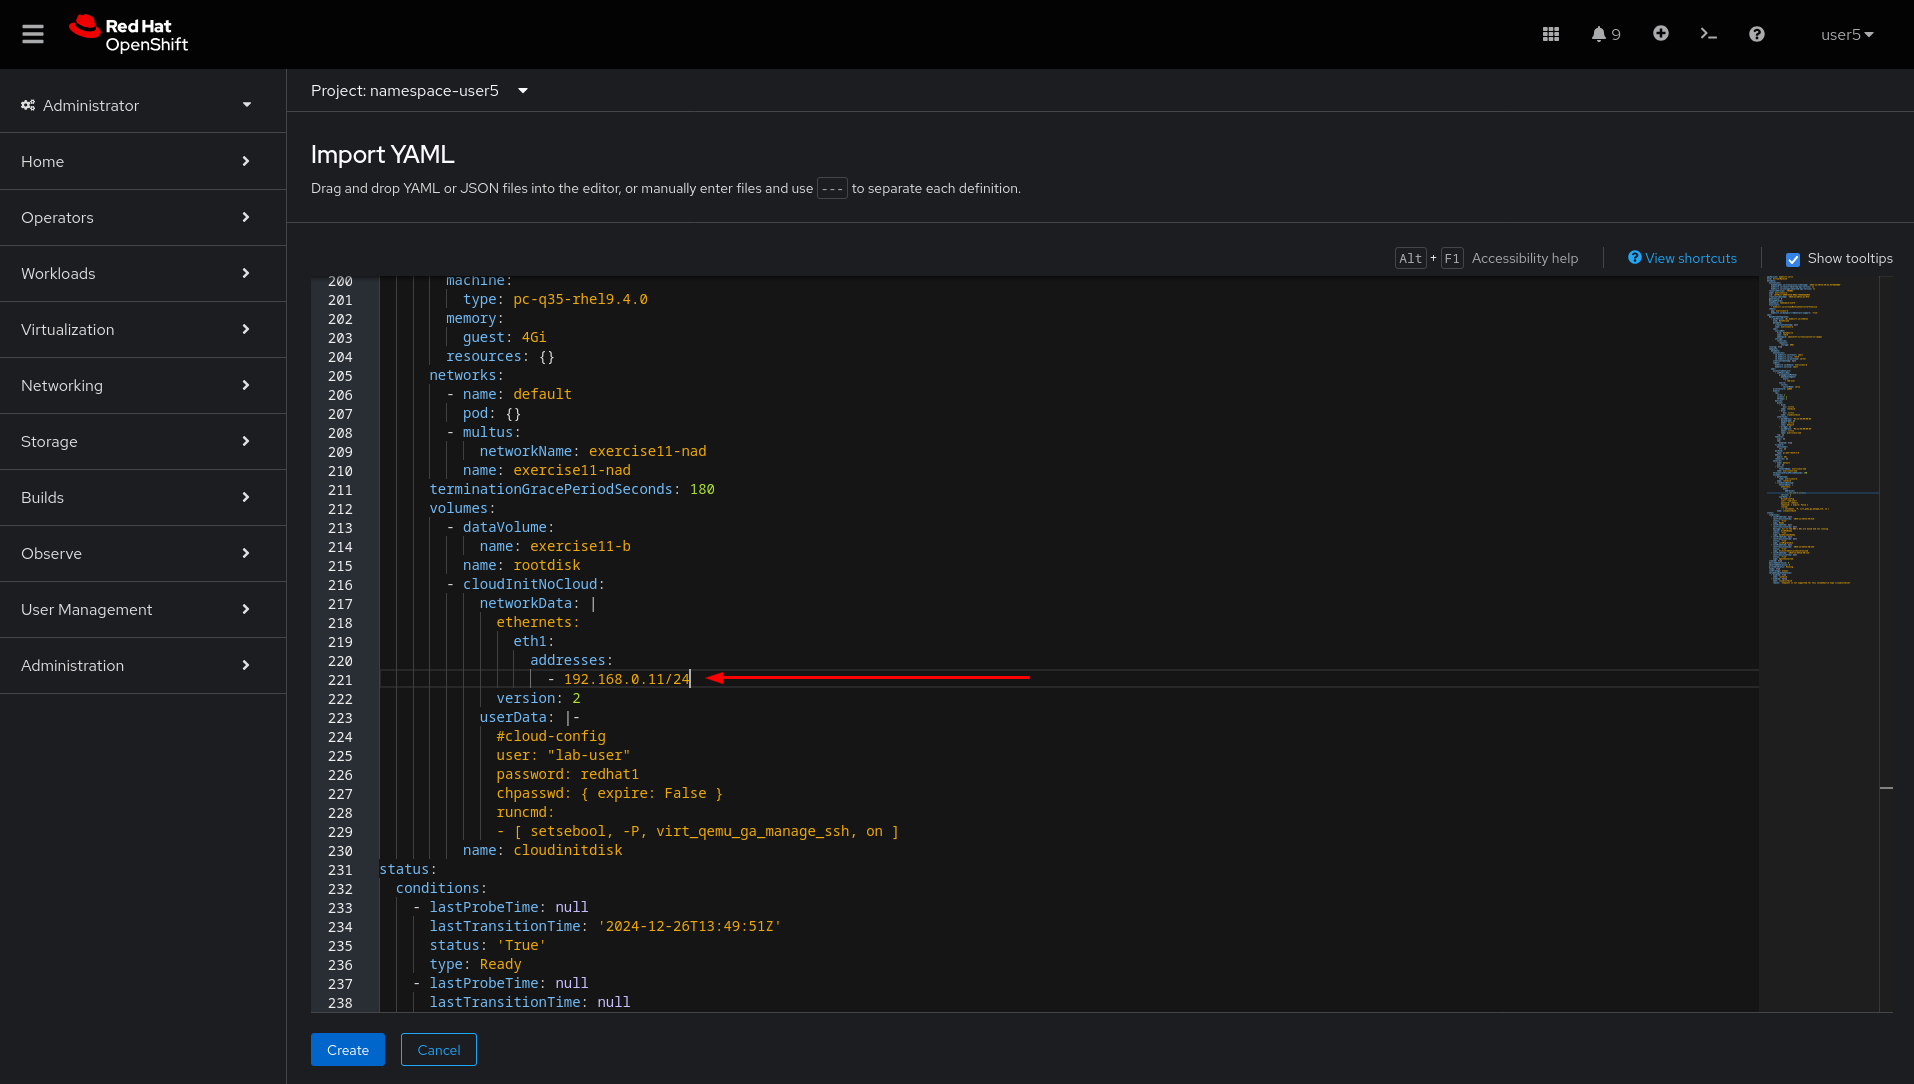 Red Hat
OpenShift
9
user5
Administrator
Home
Operators
Workloads
Virtualization
Networking
Storage
Builds
Observe
User Management
Administration
Project: namespace-user5
Import YAML
Drag and drop YAML or JSON files into the editor, or manually enter files and use --- to separate each definition.
Alt + F1 Accessibility help
View shortcuts
Show tooltips
200 machine:
201 type: pc-q35-rhel9.4.0
202 memory:
203 guest: 4Gi
204 resources: {}
205 networks:
206 - name: default
207 pod: {}
208 - multus:
209 networkName: exercise11-nad
210 name: exercise11-nad
211 terminationGracePeriodSeconds: 180
212 volumes:
213 - dataVolume:
214 name: exercise11-b
215 name: rootdisk
216 - cloudInitNoCloud:
217 networkData: |
218 ethernets:
219 eth1:
220 addresses:
221 - 192.168.0.11/24
222 version: 2
223 userData: |-
224 #cloud-config
225 user: "lab-user"
226 password: redhat1
227 chpasswd: { expire: False }
228 runcmd:
229 - [ setsebool, -P, virt_qemu_ga_manage_ssh, on ]
230 name: cloudinitdisk
231 status:
232 conditions:
233 - lastProbeTime: null
234 lastTransitionTime: '2024-12-26T13:49:51Z'
235 status: 'True'
236 type: Ready
237 - lastProbeTime: null
238 lastTransitionTime: null
Create
Cancel